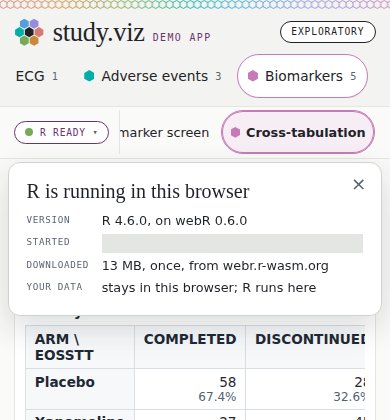 study.viz DEMO APP EXPLORATORY
ECG 1 Adverse events 3 Biomarkers 5
R READY ▾ marker screen Cross-tabulation
R is running in this browser ×
VERSION R 4.6.0, on webR 0.6.0
STARTED
DOWNLOADED 13 MB, once, from webr.r-wasm.org
YOUR DATA stays in this browser; R runs here
ARM \ COMPLETED DISCONTINUED
EOSSTT
Placebo 58
67.4% 32.6%